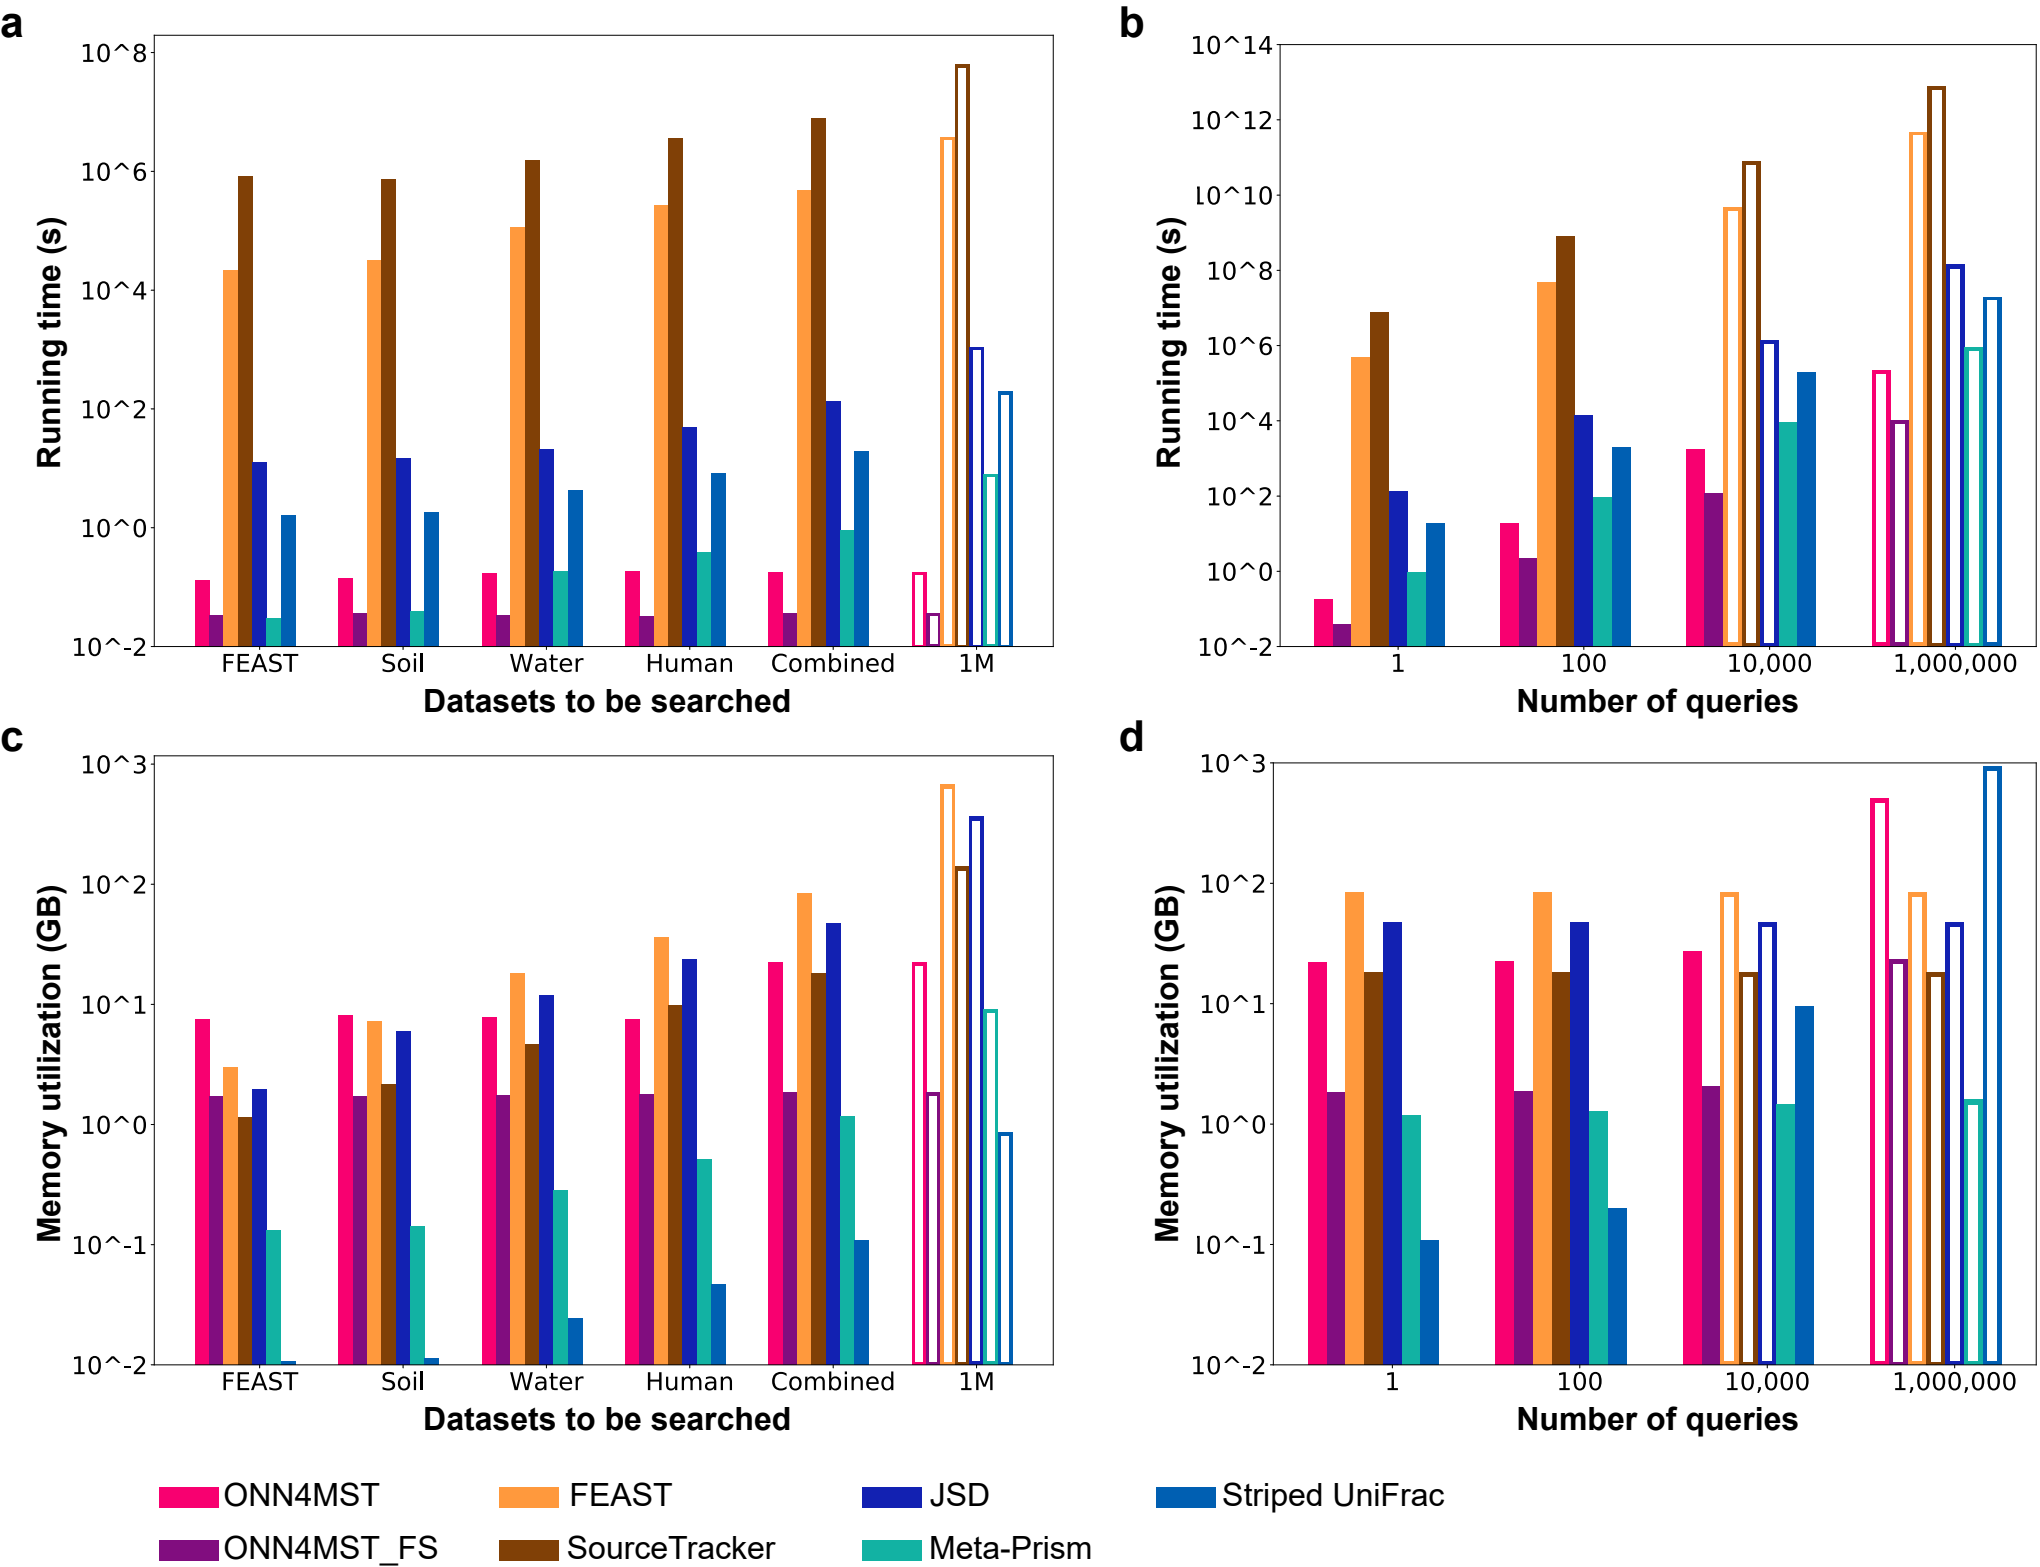 a
10^8
10^6
10^4
10^2
10^0
10^-2
Running time (s)
FEAST Soil Water Human Combined 1M
Datasets to be searched
b
10^14
10^12
10^10
10^8
10^6
10^4
10^2
10^0
10^-2
Running time (s)
1 100 10,000 1,000,000
Number of queries
c
10^3
10^2
10^1
10^0
10^-1
10^-2
Memory utilization (GB)
FEAST Soil Water Human Combined 1M
Datasets to be searched
d
10^3
10^2
10^1
10^0
10^-1
10^-2
Memory utilization (GB)
1 100 10,000 1,000,000
Number of queries
ONN4MST FEAST JSD Striped UniFrac
ONN4MST_FS SourceTracker Meta-Prism